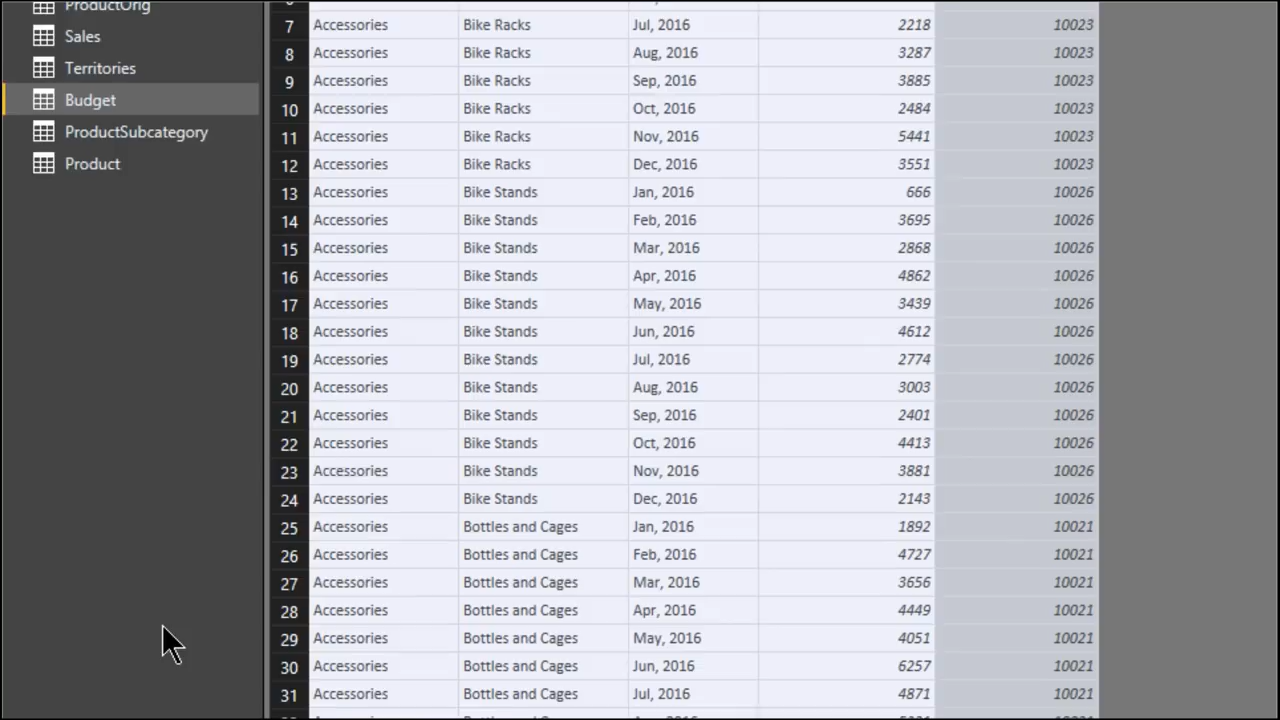 ProductOrig
Sales
Territories
Budget
ProductSubcategory
Product
7 Accessories Bike Racks Jul, 2016 2218 10023
8 Accessories Bike Racks Aug, 2016 3287 10023
9 Accessories Bike Racks Sep, 2016 3885 10023
10 Accessories Bike Racks Oct, 2016 2484 10023
11 Accessories Bike Racks Nov, 2016 5441 10023
12 Accessories Bike Racks Dec, 2016 3551 10023
13 Accessories Bike Stands Jan, 2016 666 10026
14 Accessories Bike Stands Feb, 2016 3695 10026
15 Accessories Bike Stands Mar, 2016 2868 10026
16 Accessories Bike Stands Apr, 2016 4862 10026
17 Accessories Bike Stands May, 2016 3439 10026
18 Accessories Bike Stands Jun, 2016 4612 10026
19 Accessories Bike Stands Jul, 2016 2774 10026
20 Accessories Bike Stands Aug, 2016 3003 10026
21 Accessories Bike Stands Sep, 2016 2401 10026
22 Accessories Bike Stands Oct, 2016 4413 10026
23 Accessories Bike Stands Nov, 2016 3881 10026
24 Accessories Bike Stands Dec, 2016 2143 10026
25 Accessories Bottles and Cages Jan, 2016 1892 10021
26 Accessories Bottles and Cages Feb, 2016 4727 10021
27 Accessories Bottles and Cages Mar, 2016 3656 10021
28 Accessories Bottles and Cages Apr, 2016 4449 10021
29 Accessories Bottles and Cages May, 2016 4051 10021
30 Accessories Bottles and Cages Jun, 2016 6257 10021
31 Accessories Bottles and Cages Jul, 2016 4871 10021